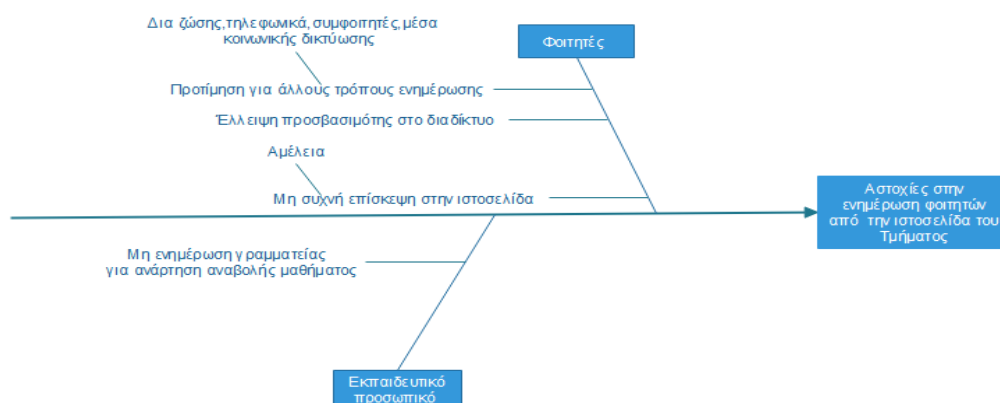 Δια ζώσης,τηλεφωνικά, συμφοιτητές, μέσα
κοινωνικής δικτύωσης
Φοιτητές
Προτίμηση για άλλους τρόπους ενημέρωσης
Έλλειψη προσβασιμότης στο διαδίκτυο
Αμέλεια
Μη συχνή επίσκεψη στην ιστοσελίδα
Αστοχίες στην
ενημέρωση φοιτητών
από την ιστοσελίδα του
Τμήματος
Μη ενημέρωση γραμματείας
για ανάρτηση αναβολής μαθήματος
Εκπαιδευτικό
προσωπικό